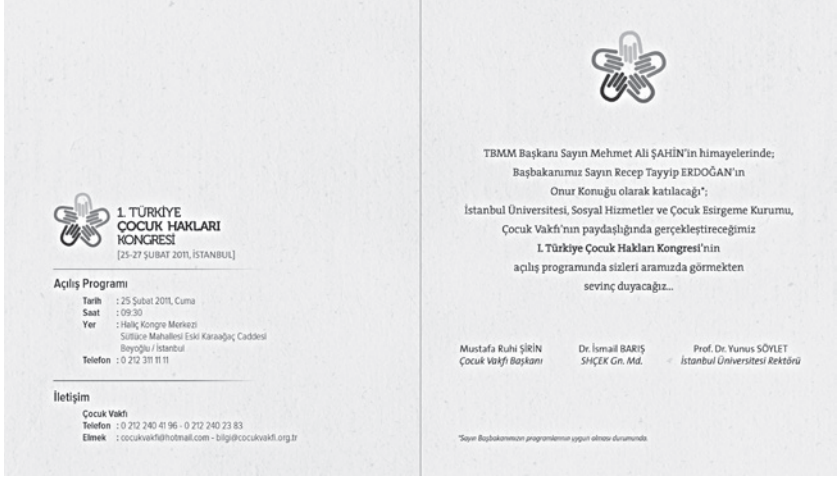 1. TÜRKİYE
ÇOCUK HAKLARI
KONGRESİ
[25-27 ŞUBAT 2011, İSTANBUL]
Açılış Programı
Tarih : 25 Şubat 2011, Cuma
Saat : 09:30
Yer : Haliç Kongre Merkezi
Sütlüce Mahallesi Eski Karaağaç Caddesi
Beyoğlu / İstanbul
Telefon : 0 212 311 11 11
İletişim
Çocuk Vakfı
Telefon : 0 212 240 41 96 - 0 212 240 23 83
Elmek : cocukvakfi@hotmail.com - bilgi@cocukvakfi.org.tr
TBMM Başkanı Sayın Mehmet Ali ŞAHİN'in himayelerinde;
Başbakanımız Sayın Recep Tayyip ERDOĞAN'ın
Onur Konuğu olarak katılacağı*;
İstanbul Üniversitesi, Sosyal Hizmetler ve Çocuk Esirgeme Kurumu,
Çocuk Vakfı'nın paydaşlığında gerçekleştireceğimiz
1. Türkiye Çocuk Hakları Kongresi'nin
açılış programında sizleri aramızda görmekten
sevinç duyacağız...
Mustafa Ruhi ŞİRİN Dr. İsmail BARIŞ Prof. Dr. Yunus SÖYLET
Çocuk Vakfı Başkanı SHÇEK Gn. Md. İstanbul Üniversitesi Rektörü
*Sayın Başbakanımızın programlarının uygun olması durumunda.